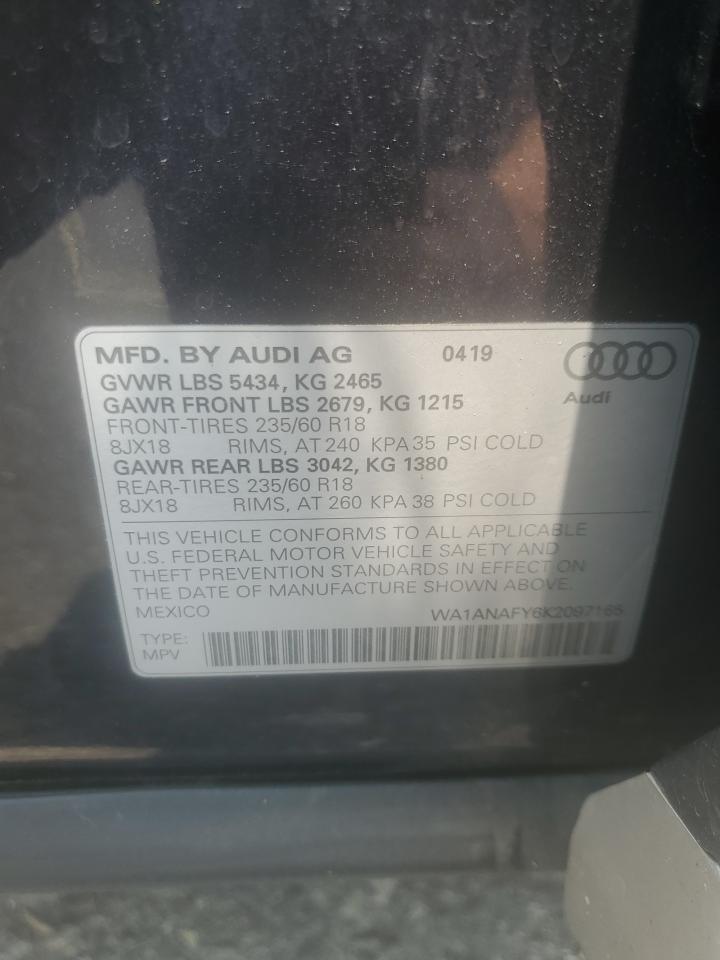 MFD. BY AUDI AG 0419
GVWR LBS 5434, KG 2465
GAWR FRONT LBS 2679, KG 1215
Audi
FRONT-TIRES 235/60 R18
8JX18 RIMS, AT 240 KPA 35 PSI COLD
GAWR REAR LBS 3042, KG 1380
REAR-TIRES 235/60 R18
8JX18 RIMS, AT 260 KPA 38 PSI COLD
THIS VEHICLE CONFORMS TO ALL APPLICABLE
U.S. FEDERAL MOTOR VEHICLE SAFETY AND
THEFT PREVENTION STANDARDS IN EFFECT ON
THE DATE OF MANUFACTURE SHOWN ABOVE.
MEXICO WA1ANAFY6K2097165
TYPE:
MPV